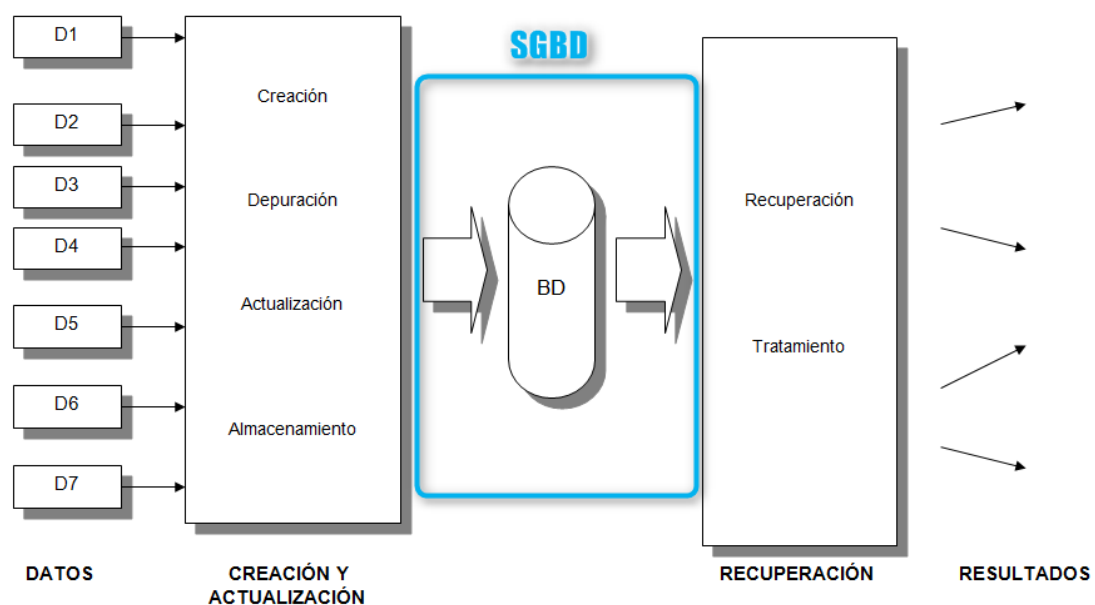 D1
D2
D3
D4
D5
D6
D7
Creación
Depuración
Actualización
Almacenamiento
SGBD
BD
Recuperación
Tratamiento
DATOS
CREACIÓN Y
ACTUALIZACIÓN
RECUPERACIÓN
RESULTADOS